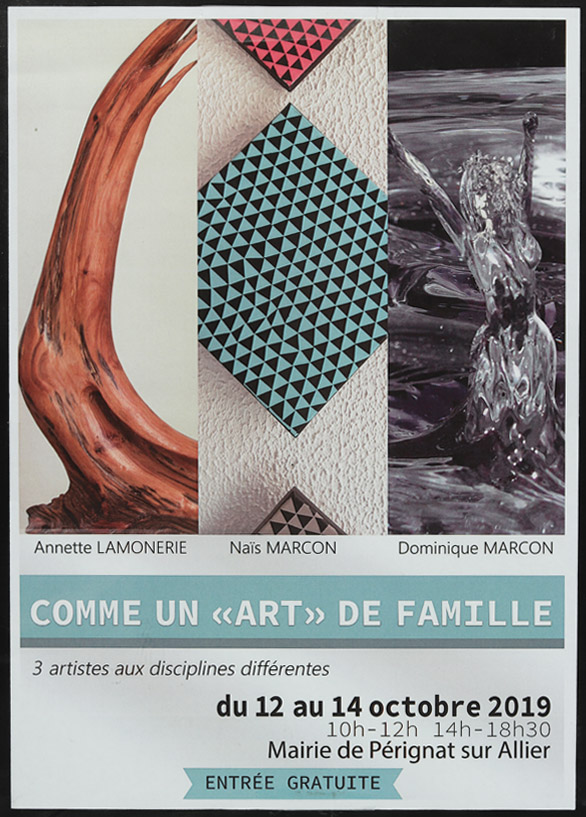 Annette LAMONERIE
Naïs MARCON
Dominique MARCON
COMME UN «ART» DE FAMILLE
3 artistes aux disciplines différentes
du 12 au 14 octobre 2019
10h-12h 14h-18h30
Mairie de Pérignat sur Allier
ENTRÉE GRATUITE